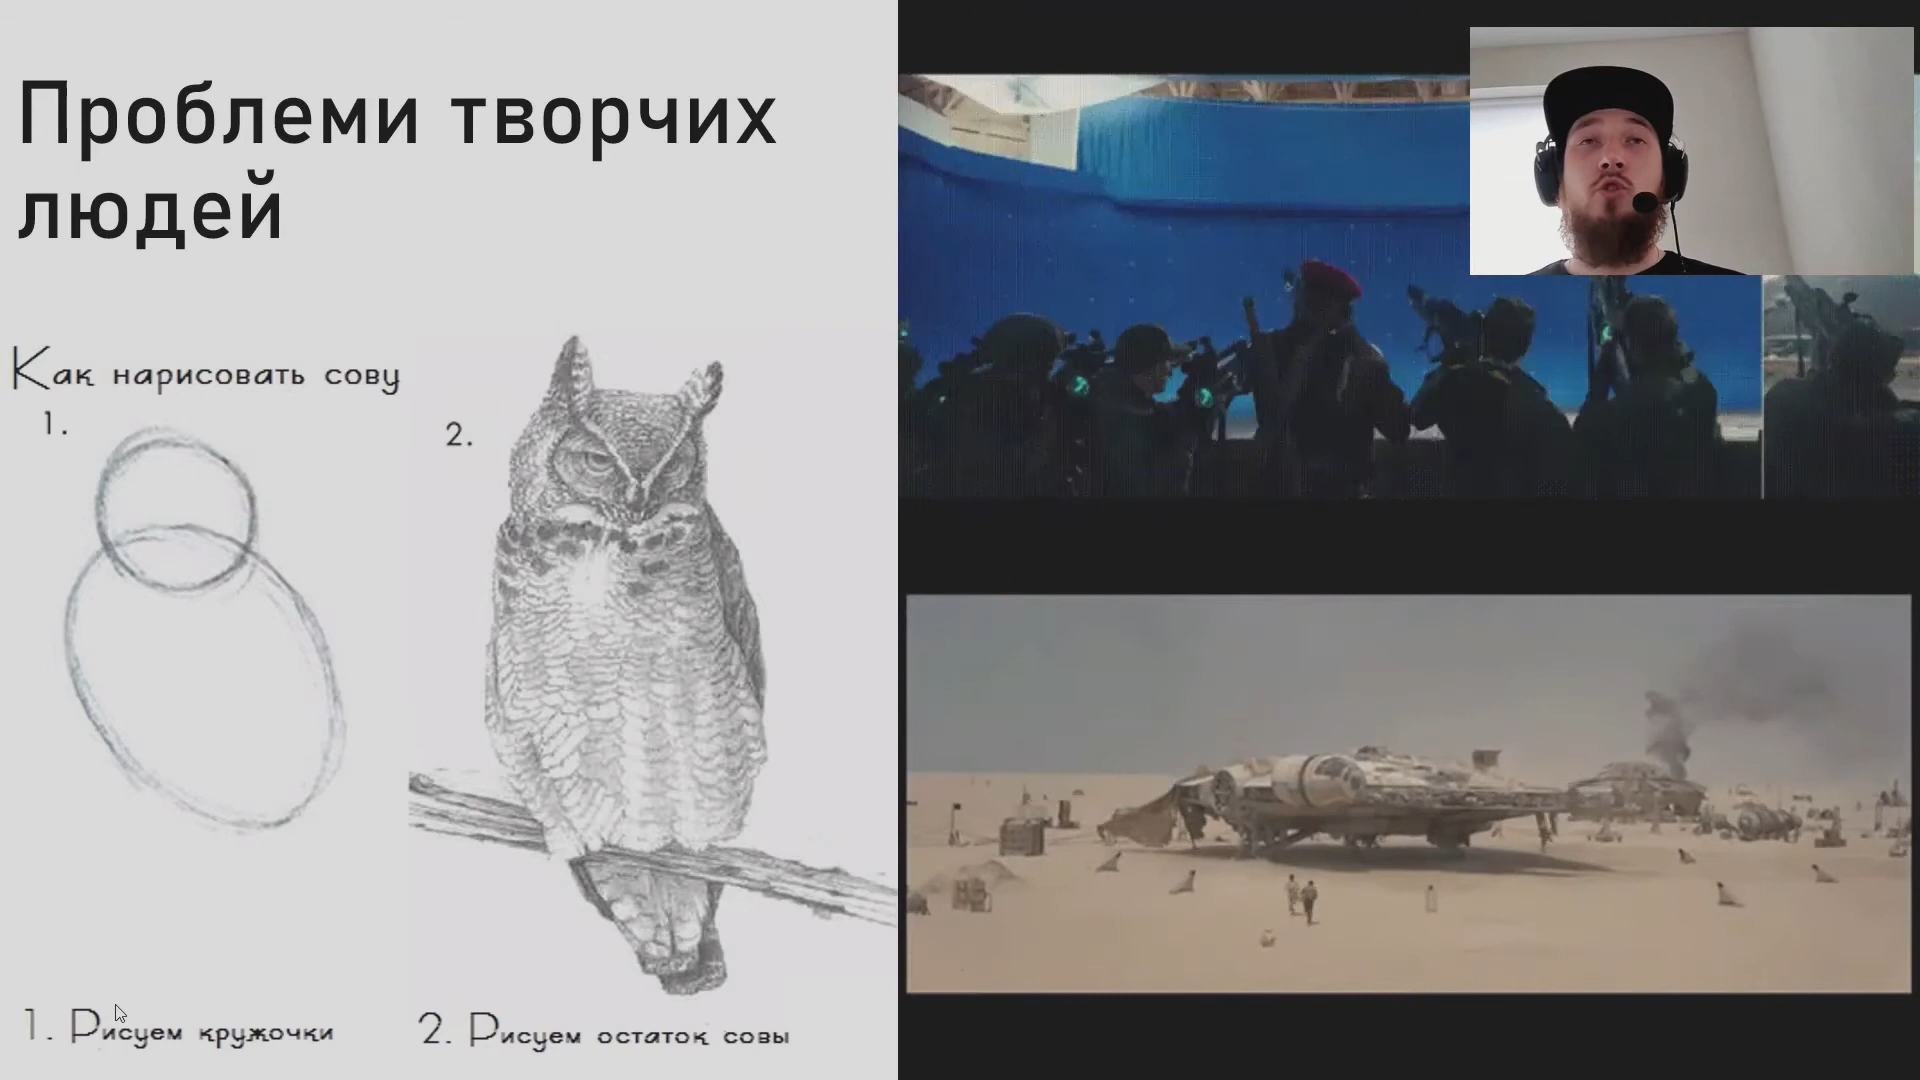 Проблеми творчих
людей
Как нарисовать сову
1.
2.
1. Рисуем кружочки
2. Рисуем остаток совы